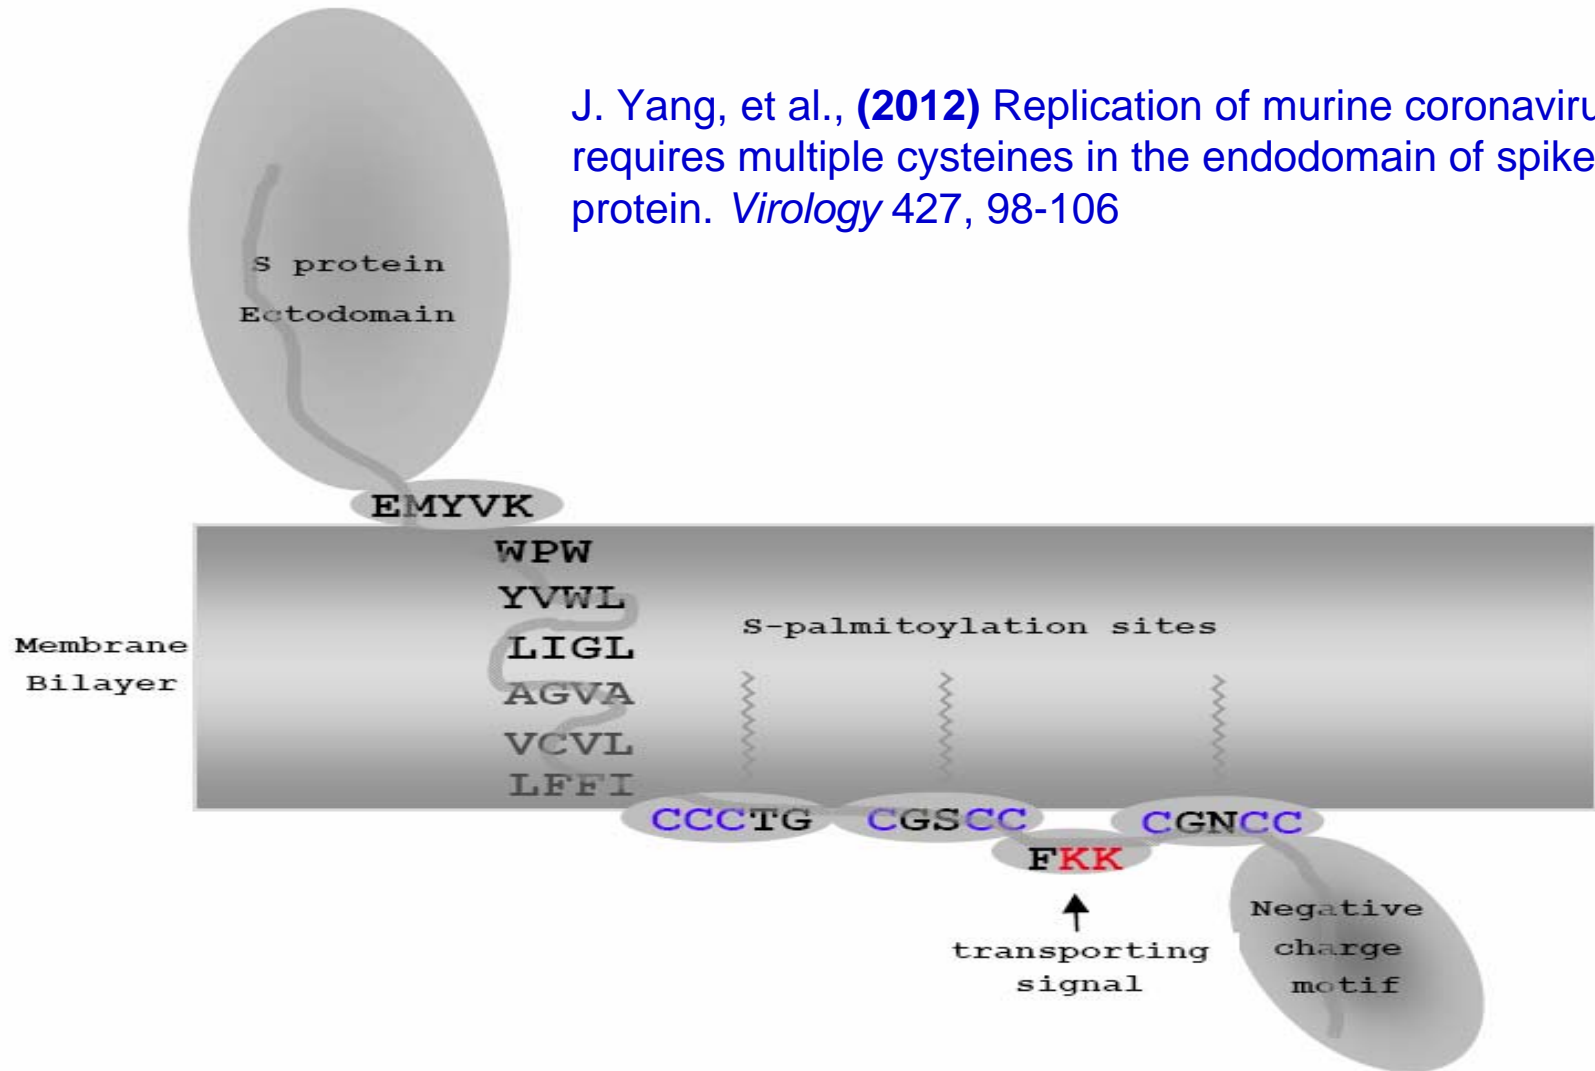 J. Yang, et al., (2012) Replication of murine coronaviru
requires multiple cysteines in the endodomain of spike
protein. Virology 427, 98-106
S protein
Ectodomain
EMYVK
WPW
YVWL
LIGL
AGVA
VCVL
LFFI
Membrane
Bilayer
S-palmitoylation sites
CCCTG
CGSCC
CGNCC
FKK
transporting
signal
Negative
charge
motif